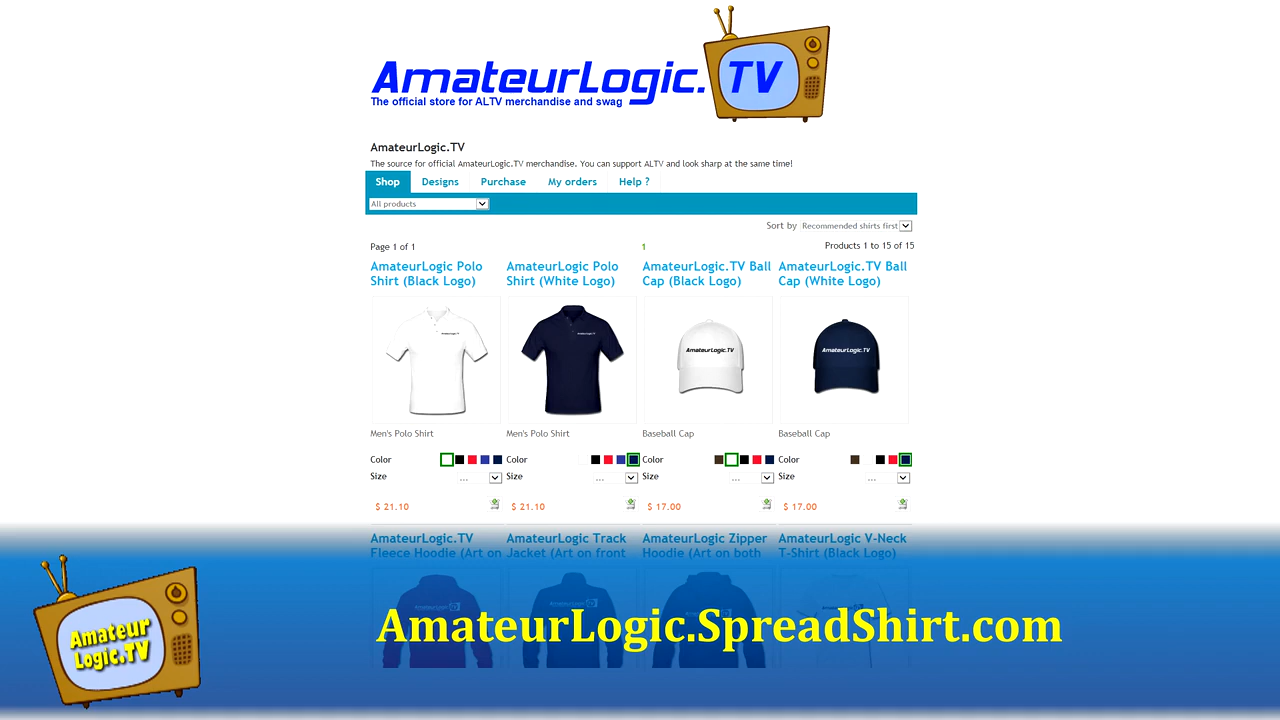 AmateurLogic.TV
The official store for ALTV merchandise and swag
AmateurLogic.TV
The source for official AmateurLogic.TV merchandise. You can support ALTV and look sharp at the same time!
Shop Designs Purchase My orders Help ?
All products
Sort by Recommended shirts first
Page 1 of 1 1 Products 1 to 15 of 15
AmateurLogic Polo AmateurLogic Polo AmateurLogic.TV Ball AmateurLogic.TV Ball
Shirt (Black Logo) Shirt (White Logo) Cap (Black Logo) Cap (White Logo)
AmateurLogic.TV AmateurLogic.TV AmateurLogic.TV AmateurLogic.TV
Men's Polo Shirt Men's Polo Shirt Baseball Cap Baseball Cap
Color Color Color Color
Size ... Size ... Size ... Size ...
$ 21.10 $ 21.10 $ 17.00 $ 17.00
AmateurLogic.TV AmateurLogic Track AmateurLogic Zipper AmateurLogic V-Neck
Fleece Hoodie (Art on Jacket (Art on front Hoodie (Art on both T-Shirt (Black Logo)
Amateur
Logic.TV
AmateurLogic.SpreadShirt.com